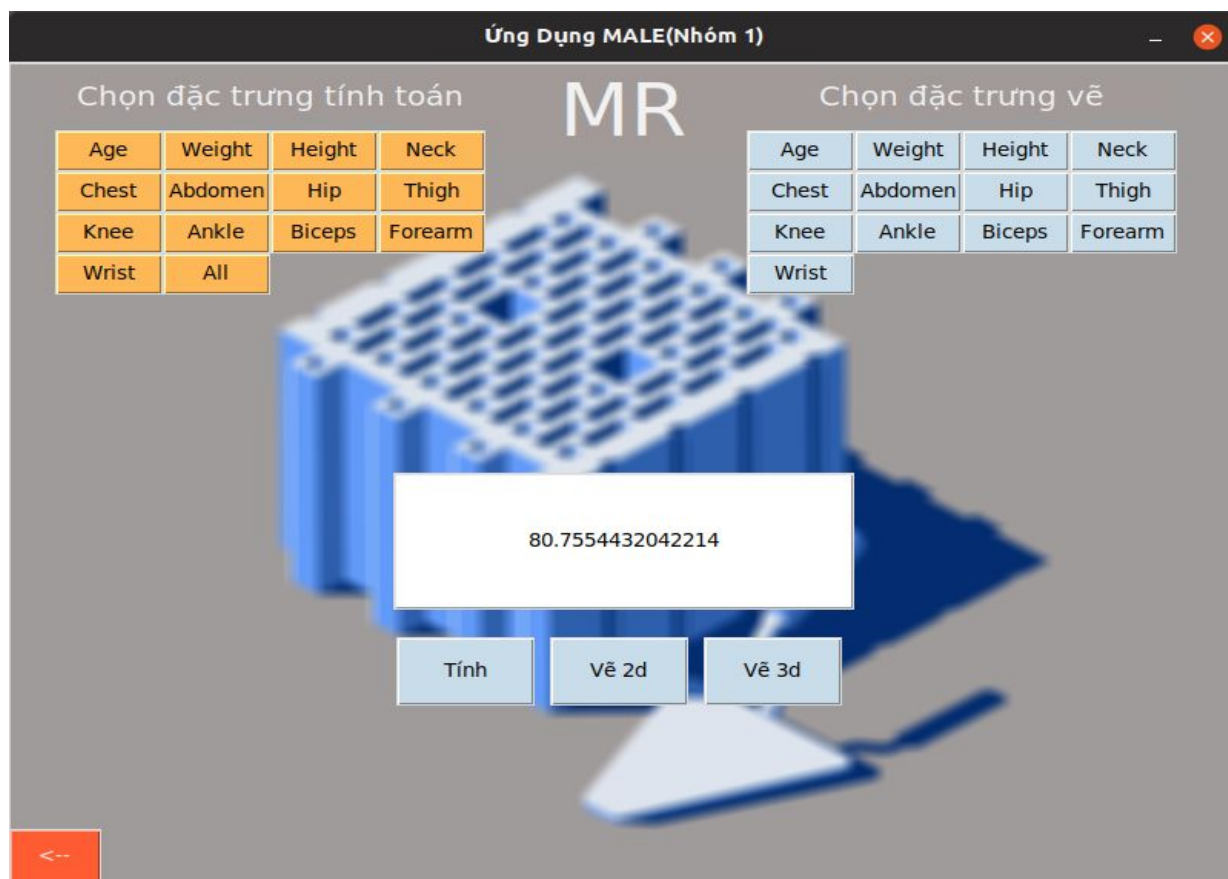 Ứng Dụng MALE(Nhóm 1)
Chọn đặc trưng tính toán
MR
Chọn đặc trưng vẽ
Age Weight Height Neck
Chest Abdomen Hip Thigh
Knee Ankle Biceps Forearm
Wrist All
Age Weight Height Neck
Chest Abdomen Hip Thigh
Knee Ankle Biceps Forearm
Wrist
80.7554432042214
Tính Vẽ 2d Vẽ 3d
<--